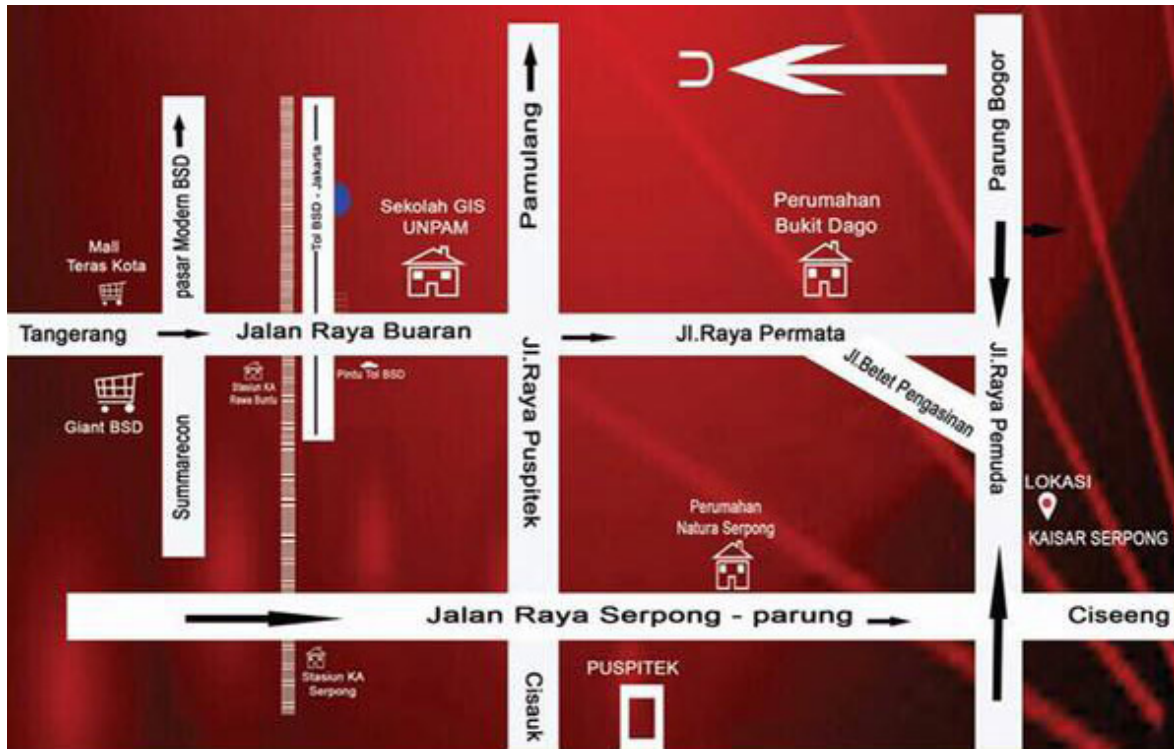 Pamulang
Parung Bogor
pasar Modern BSD
Tol BSD - Jakarta
Sekolah GIS
UNPAM
Perumahan
Bukit Dago
Mall
Teras Kota
Tangerang
Jalan Raya Buaran
Jl.Raya Permata
Stasiun KA
Rawa Buntu
Pintu Tol BSD
Jl.Betet Pengasinan
Jl.Raya Puspitek
Jl.Raya Pemuda
Giant BSD
Summarecon
LOKASI
KAISAR SERPONG
Perumahan
Natura Serpong
Jalan Raya Serpong - parung
Ciseeng
Stasiun KA
Serpong
Cisauk
PUSPITEK